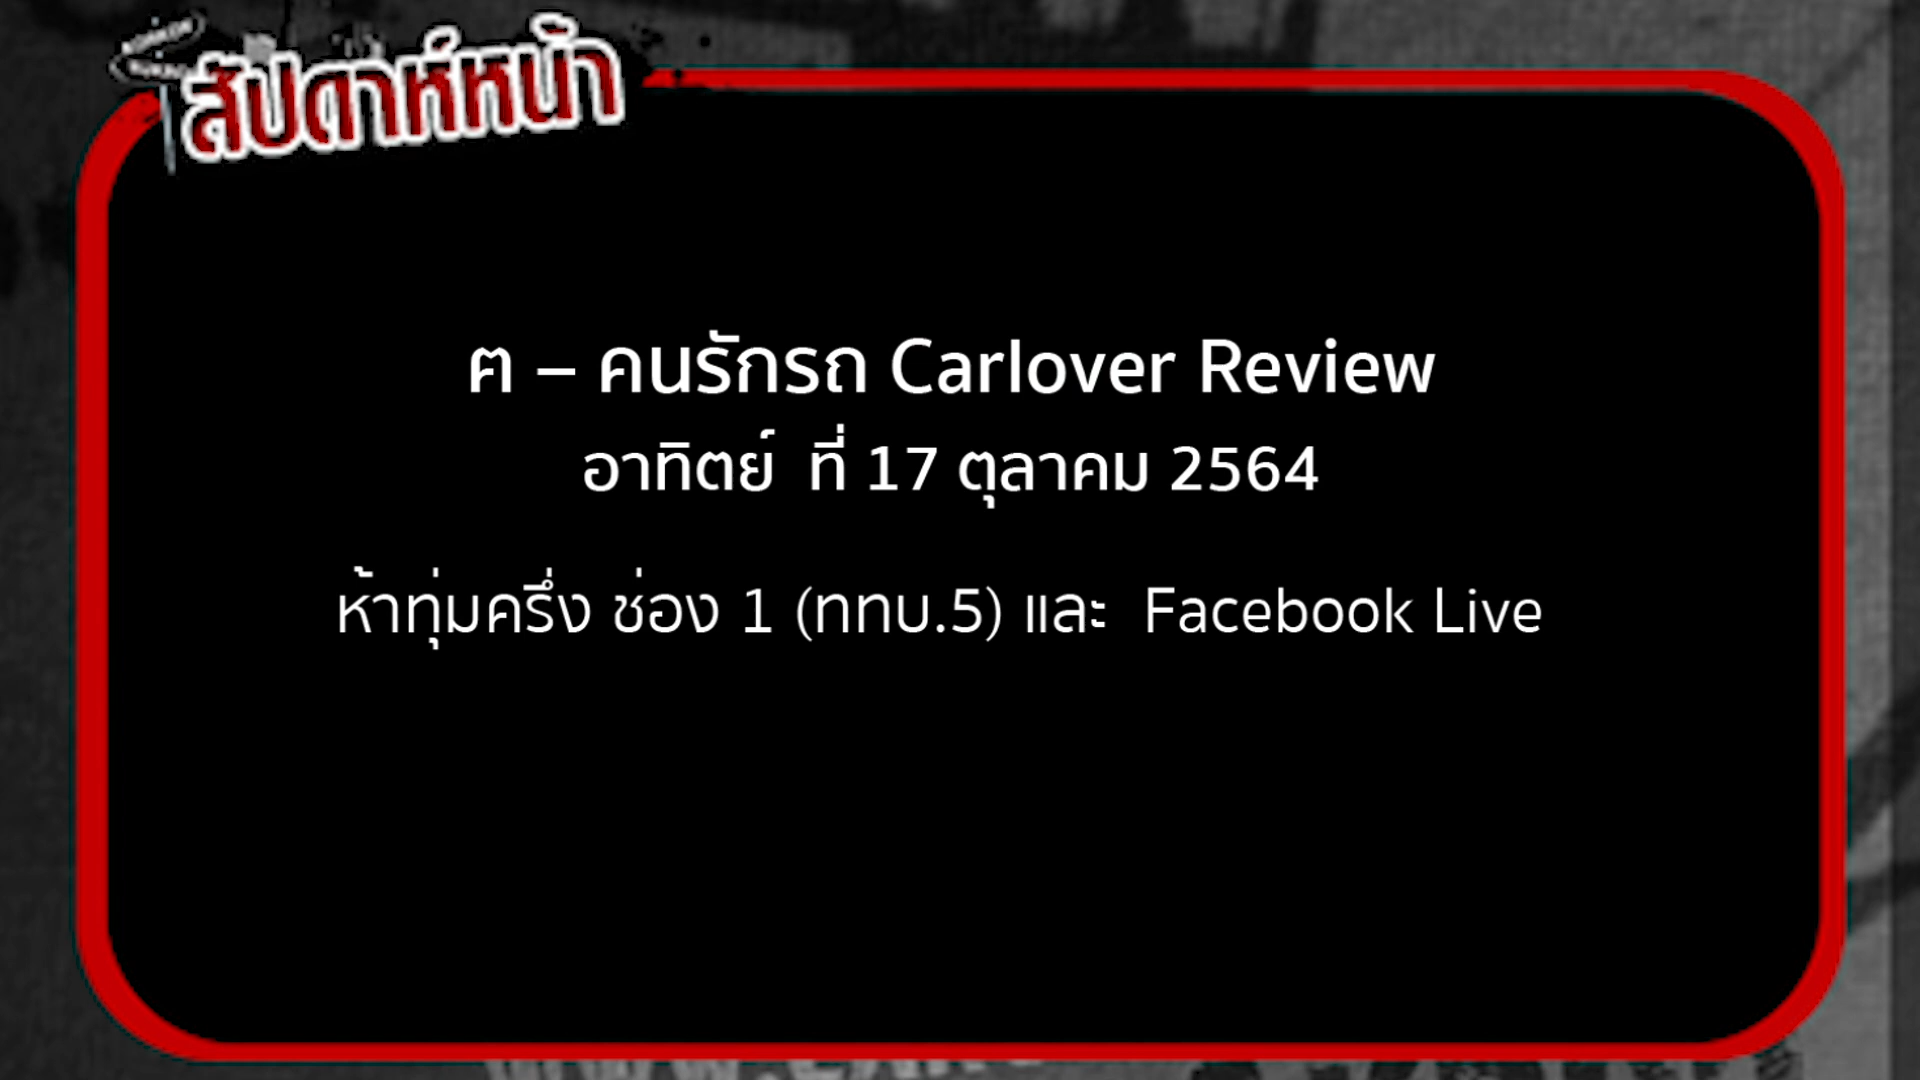 สัปดาห์หน้า
ฅ – คนรักรถ Carlover Review
อาทิตย์ ที่ 17 ตุลาคม 2564
ห้าทุ่มครึ่ง ช่อง 1 (ททบ.5) และ Facebook Live